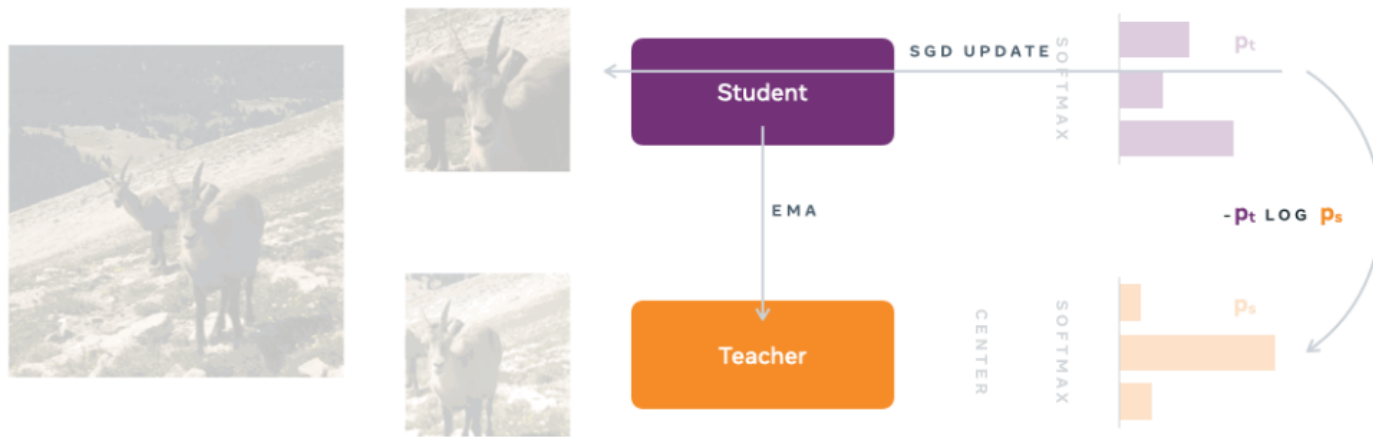 SGD UPDATE
SOFTMAX
pt
Student
EMA
-pt LOG ps
CENTER
SOFTMAX
ps
Teacher